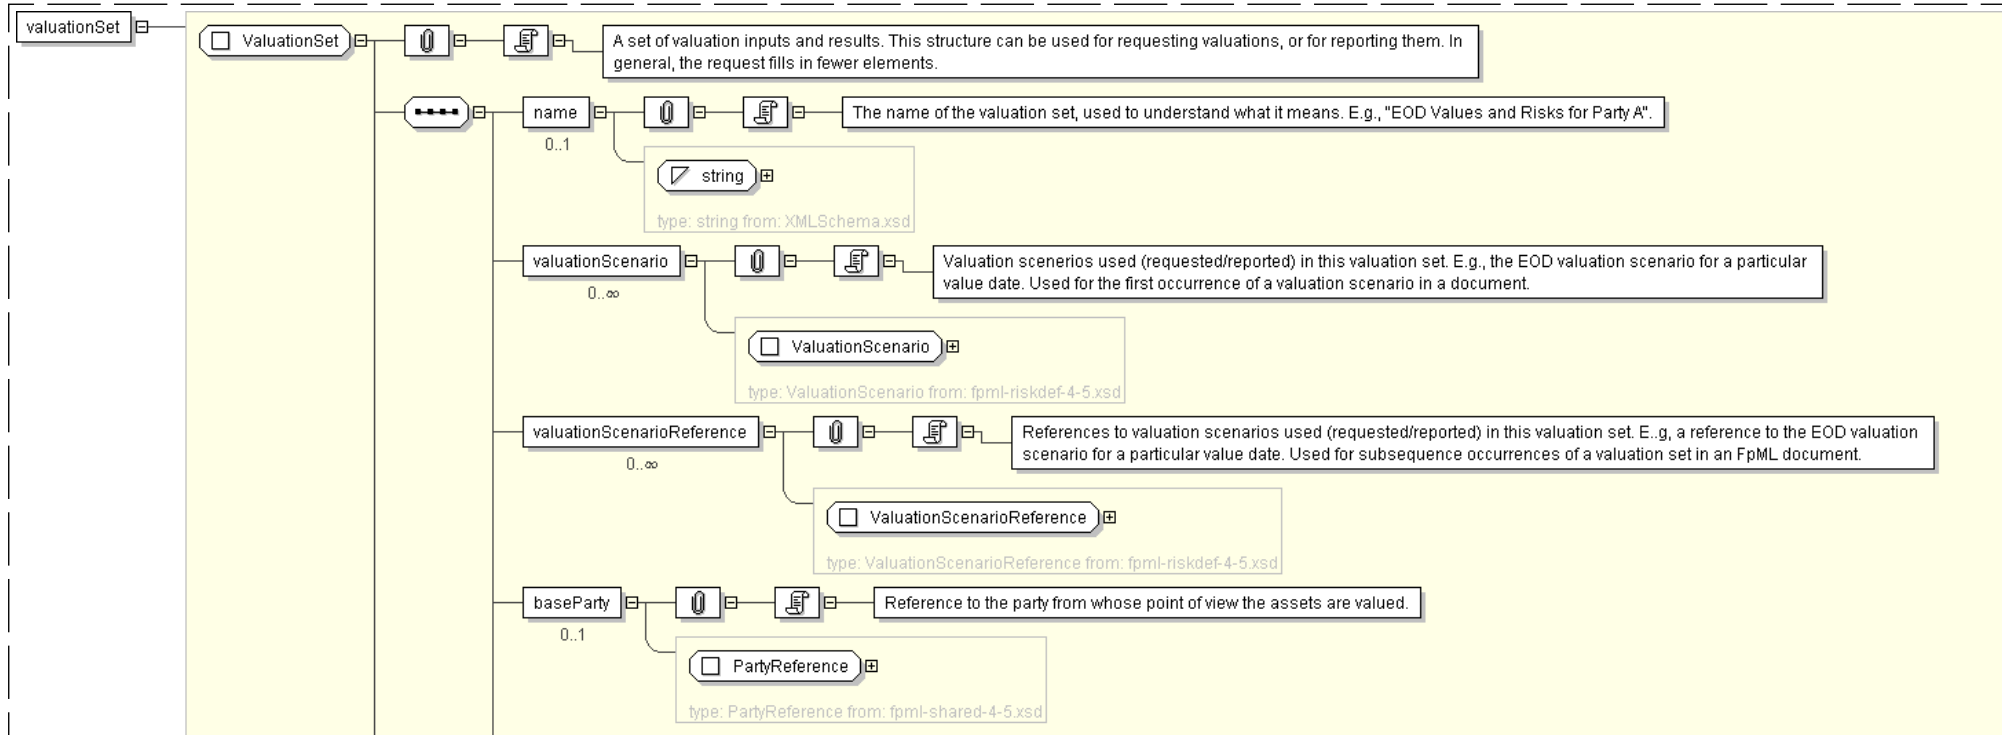 valuationSet
ValuationSet
A set of valuation inputs and results. This structure can be used for requesting valuations, or for reporting them. In
general, the request fills in fewer elements.
name
The name of the valuation set, used to understand what it means. E.g., "EOD Values and Risks for Party A".
0..1
string
type: string from: XMLSchema.xsd
valuationScenario
Valuation scenerios used (requested/reported) in this valuation set. E.g., the EOD valuation scenario for a particular
value date. Used for the first occurrence of a valuation scenario in a document.
0..∞
ValuationScenario
type: ValuationScenario from: fpml-riskdef-4-5.xsd
valuationScenarioReference
References to valuation scenarios used (requested/reported) in this valuation set. E..g, a reference to the EOD valuation
scenario for a particular value date. Used for subsequence occurrences of a valuation set in an FpML document.
0..∞
ValuationScenarioReference
type: ValuationScenarioReference from: fpml-riskdef-4-5.xsd
baseParty
Reference to the party from whose point of view the assets are valued.
0..1
PartyReference
type: PartyReference from: fpml-shared-4-5.xsd